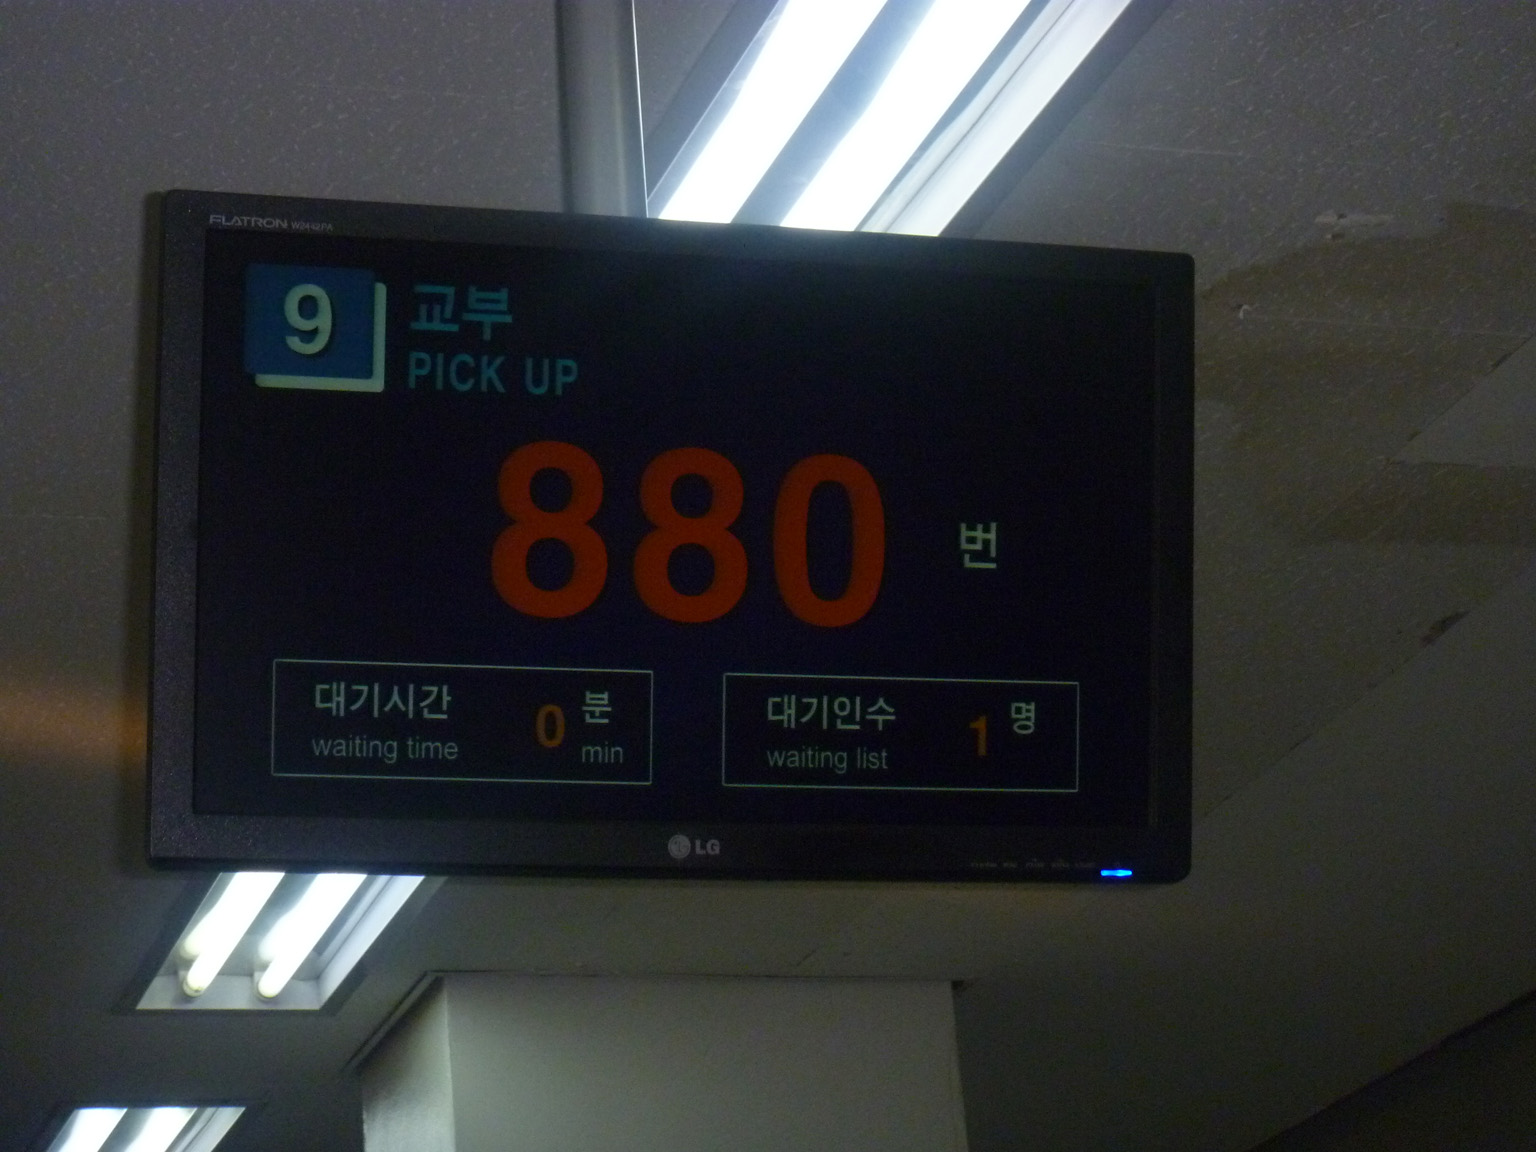 FLATRON W2442PA
9 교부
PICK UP
880 번
대기시간 0 분
waiting time min
대기인수 1 명
waiting list
LG